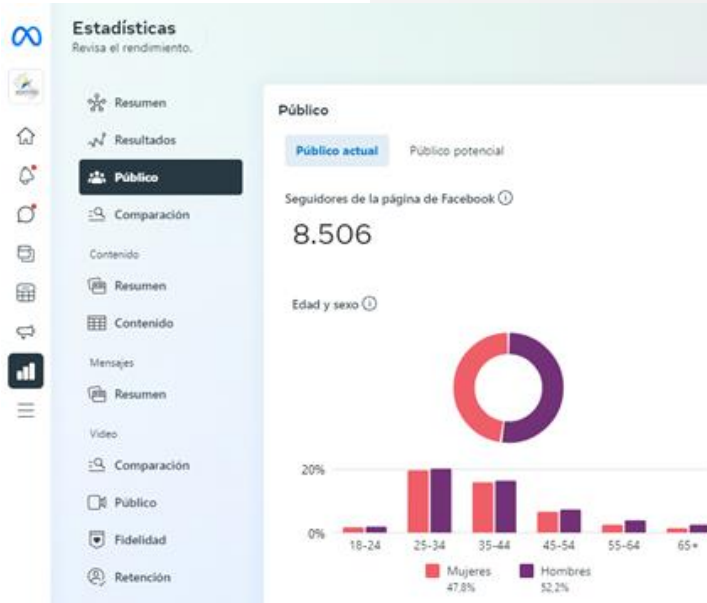 Estadísticas
Revisa el rendimiento.
Resumen
Resultados
Público
Comparación
Contenido
Resumen
Contenido
Mensajes
Resumen
Video
Comparación
Público
Fidelidad
Retención
Público
Público actual
Público potencial
Seguidores de la página de Facebook
8.506
Edad y sexo
20%
0%
18-24 25-34 35-44 45-54 55-64 65+
Mujeres Hombres
47,8% 52,2%